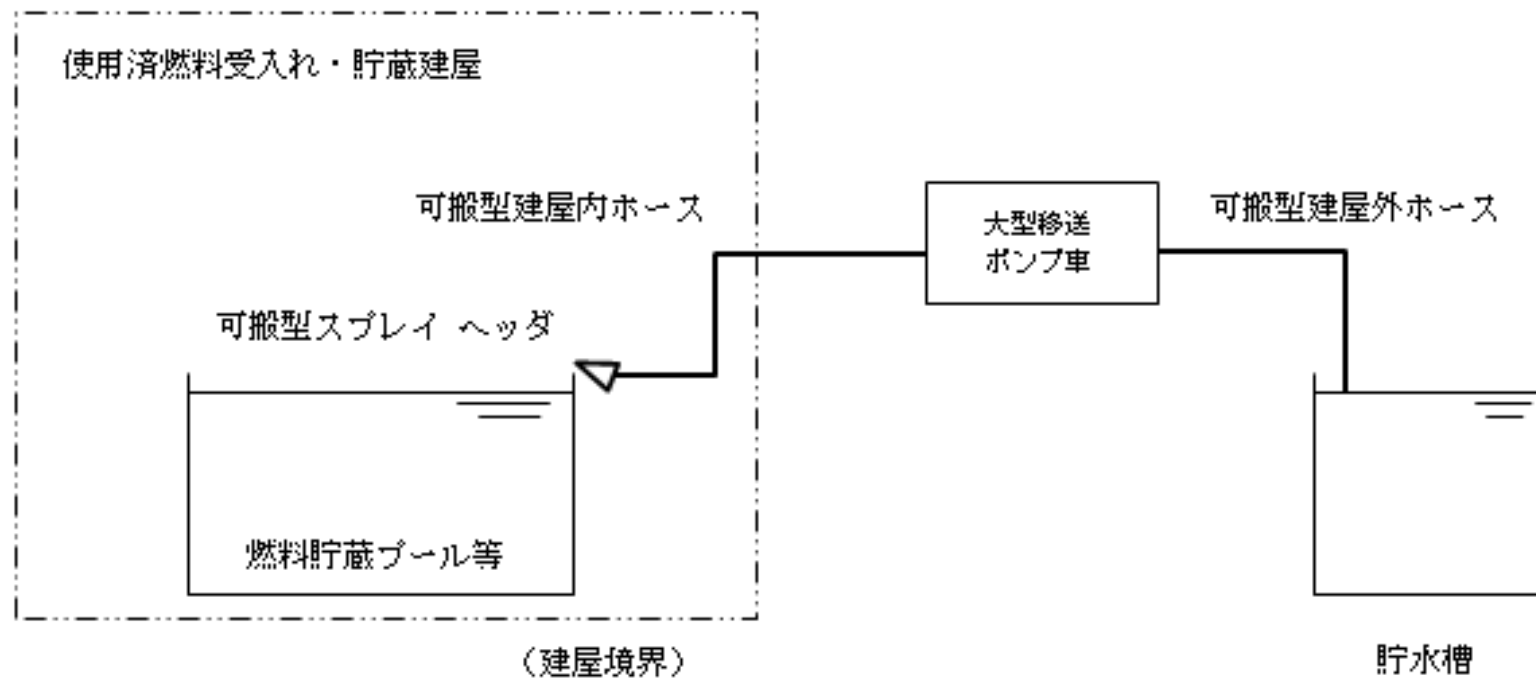 使用済燃料受入れ・貯蔵建屋
可搬型建屋内ホース
大型移送
ポンプ車
可搬型建屋外ホース
可搬型スプレイ ヘッダ
燃料貯蔵プール等
（建屋境界）
貯水槽